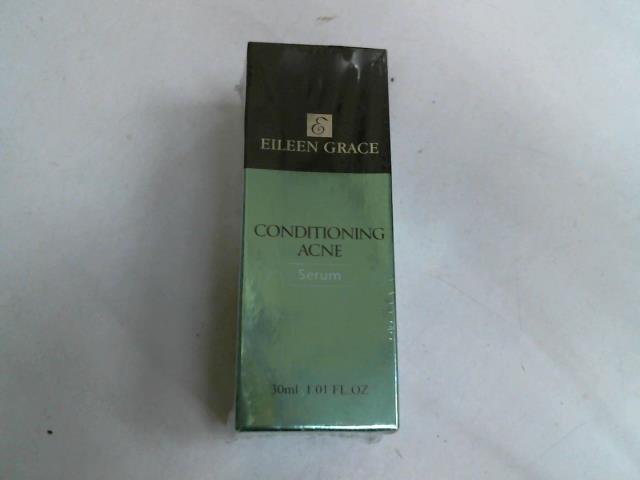 E
EILEEN GRACE
CONDITIONING
ACNE
Serum
30ml 1.01 FL.OZ